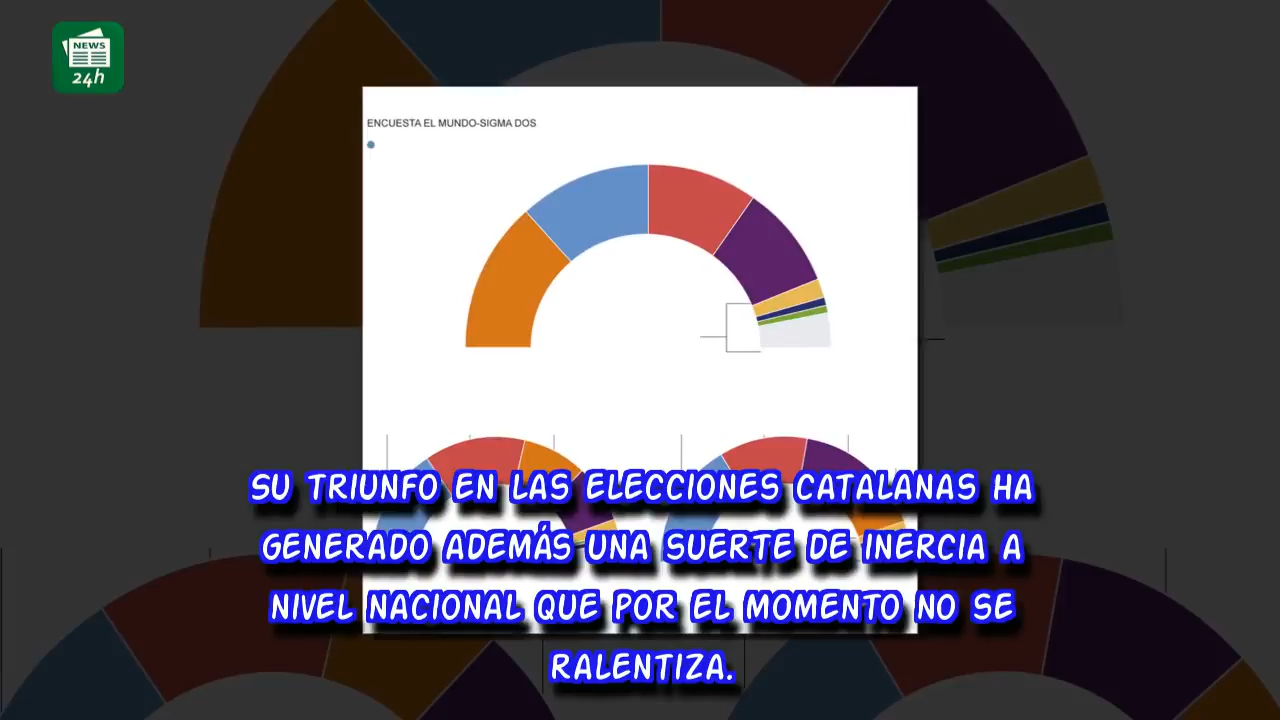 NEWS
24h
ENCUESTA EL MUNDO-SIGMA DOS
SU TRIUNFO EN LAS ELECCIONES CATALANAS HA
GENERADO ADEMÁS UNA SUERTE DE INERCIA A
NIVEL NACIONAL QUE POR EL MOMENTO NO SE
RALENTIZA.